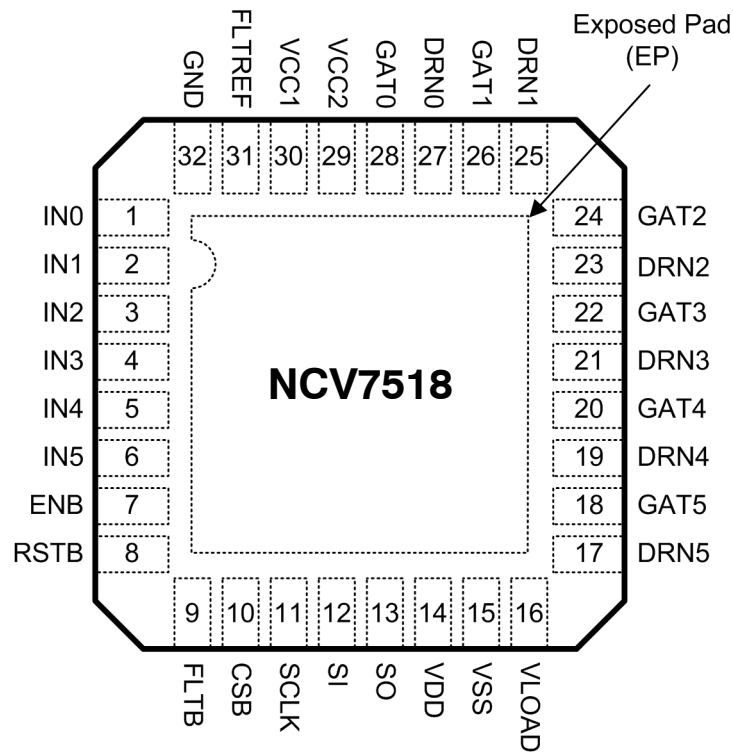 Exposed Pad
(EP)
GND
FLTREF
VCC1
VCC2
GAT0
DRN0
GAT1
DRN1
32 31 30 29 28 27 26 25
IN0 1 24 GAT2
IN1 2 23 DRN2
IN2 3 22 GAT3
IN3 4 21 DRN3
NCV7518
IN4 5 20 GAT4
IN5 6 19 DRN4
ENB 7 18 GAT5
RSTB 8 17 DRN5
9 10 11 12 13 14 15 16
FLTB
CSB
SCLK
SI
SO
VDD
VSS
VLOAD